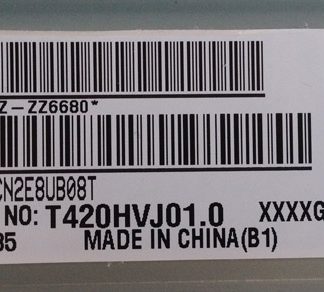 Z-ZZ6680*
CN2E8UB08T
NO: T420HVJ01.0 XXXXG
35 MADE IN CHINA(B1)